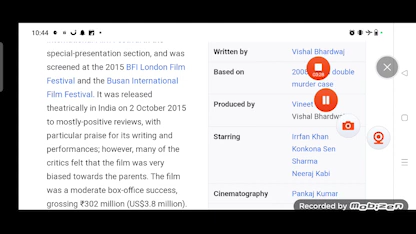 10:44
special-presentation section, and was
screened at the 2015 BFI London Film
Festival and the Busan International
Film Festival. It was released
theatrically in India on 2 October 2015
to mostly-positive reviews, with
particular praise for its writing and
performances; however, many of the
critics felt that the film was very
biased towards the parents. The film
was a moderate box-office success,
grossing ₹302 million (US$3.8 million).
Written by Vishal Bhardwaj
Based on double
murder case
Produced by Vineet
Vishal Bhardwaj
Starring Irrfan Khan
Konkona Sen
Sharma
Neeraj Kabi
Cinematography Pankaj Kumar
Recorded by Mobizen